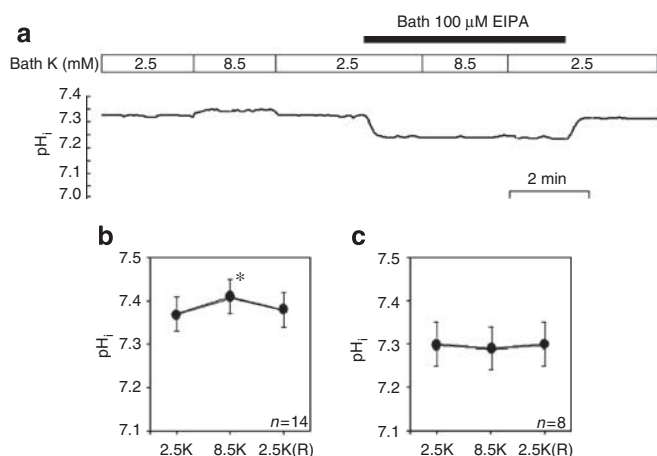 a
Bath 100 μM EIPA
Bath K (mM) 2.5 8.5 2.5 8.5 2.5
7.4
7.3
7.2
7.1
7.0
pHi
2 min
b
7.5
7.4
7.3
7.2
7.1
pHi
*
n=14
2.5K 8.5K 2.5K(R)
c
7.5
7.4
7.3
7.2
7.1
pHi
n=8
2.5K 8.5K 2.5K(R)